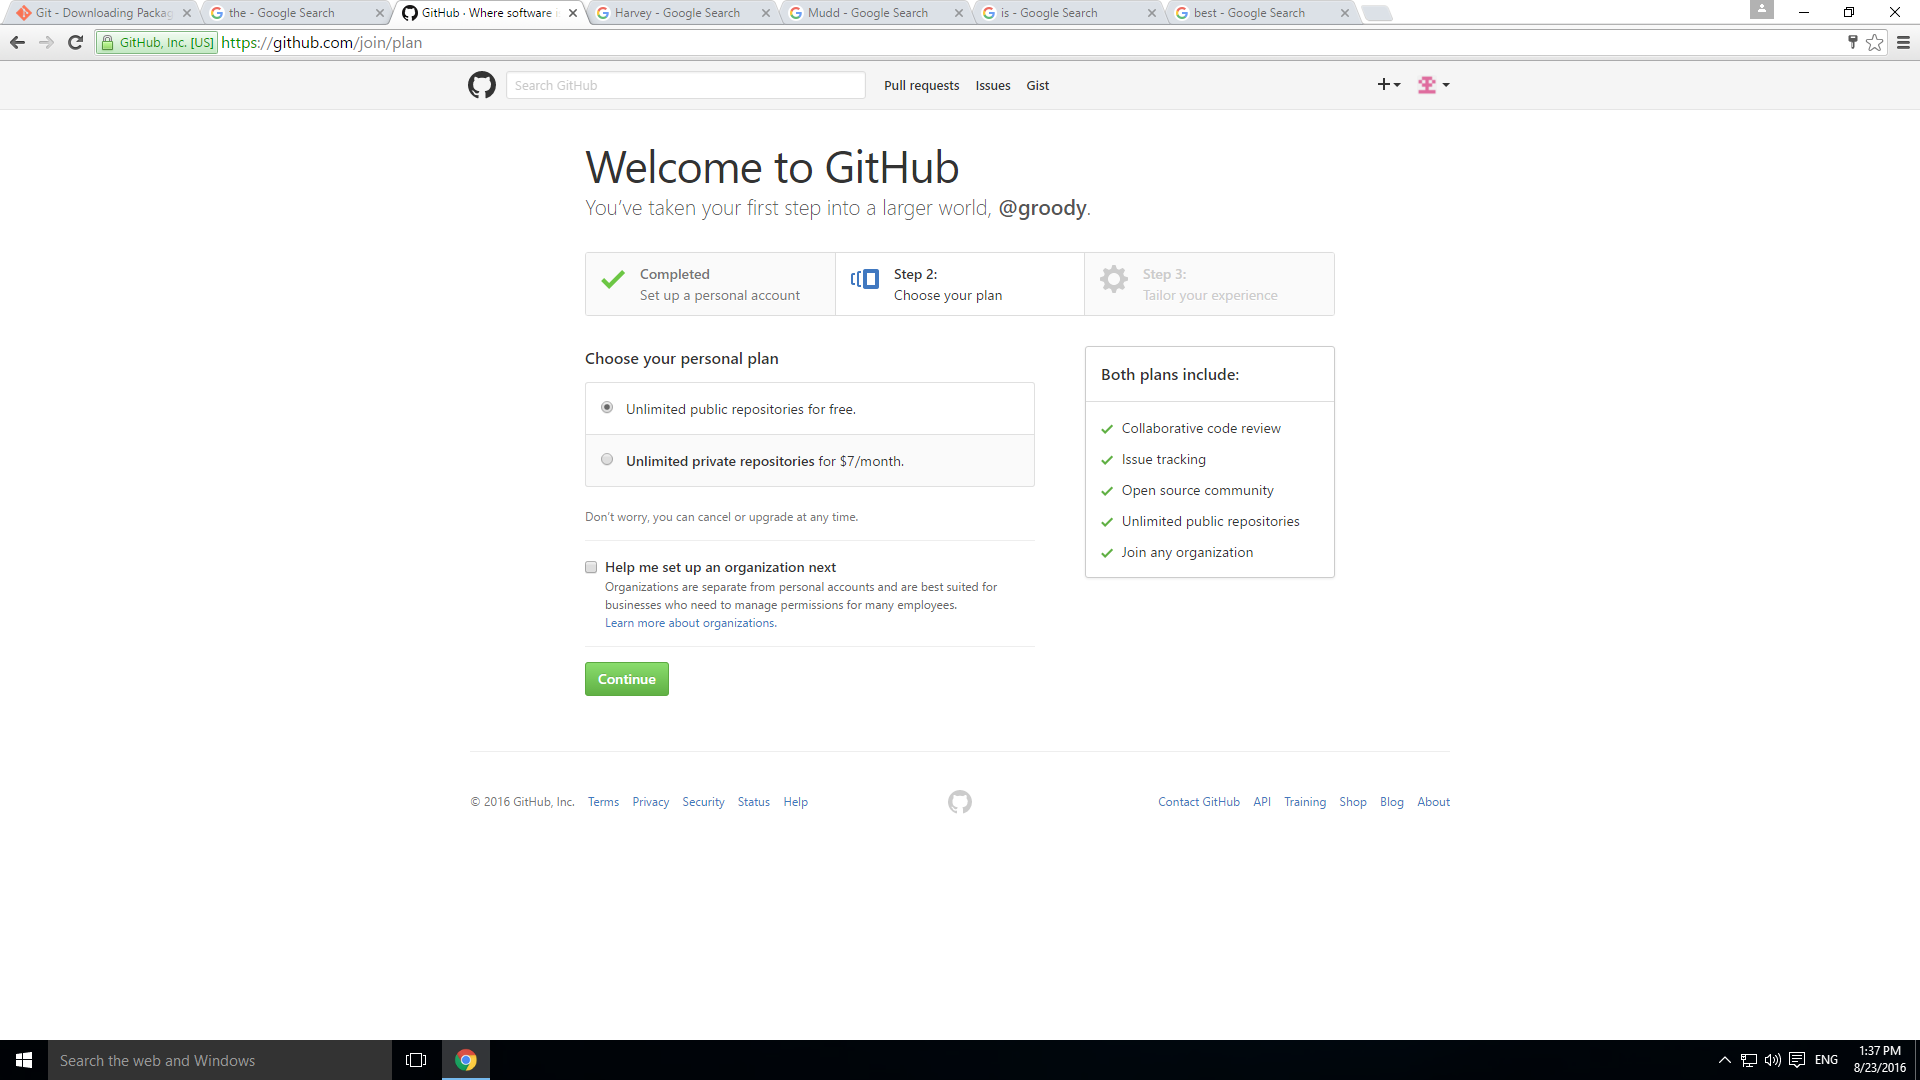 Git - Downloading Packag
the - Google Search
GitHub · Where software i
Harvey - Google Search
Mudd - Google Search
is - Google Search
best - Google Search
GitHub, Inc. [US]
https://github.com/join/plan
Search GitHub
Pull requests
Issues
Gist
Welcome to GitHub
You’ve taken your first step into a larger world, @groody.
Completed
Set up a personal account
Step 2:
Choose your plan
Step 3:
Tailor your experience
Choose your personal plan
Unlimited public repositories for free.
Unlimited private repositories for $7/month.
Don’t worry, you can cancel or upgrade at any time.
Help me set up an organization next
Organizations are separate from personal accounts and are best suited for
businesses who need to manage permissions for many employees.
Learn more about organizations.
Continue
Both plans include:
Collaborative code review
Issue tracking
Open source community
Unlimited public repositories
Join any organization
© 2016 GitHub, Inc. Terms Privacy Security Status Help
Contact GitHub API Training Shop Blog About
Search the web and Windows
ENG
1:37 PM
8/23/2016